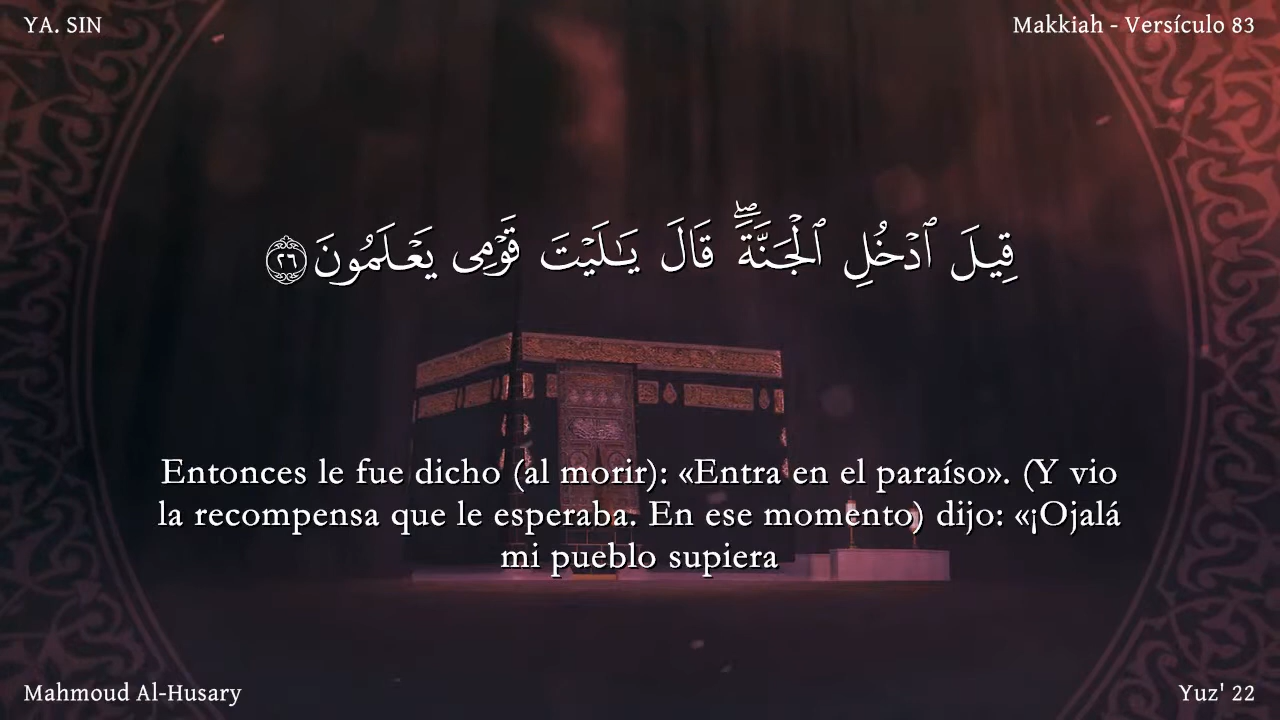 YA. SIN
Makkiah - Versículo 83
قِيلَ ٱدْخُلِ ٱلْجَنَّةَۖ قَالَ يَٰلَيْتَ قَوْمِى يَعْلَمُونَ ٢٦
Entonces le fue dicho (al morir): «Entra en el paraíso». (Y vio
la recompensa que le esperaba. En ese momento) dijo: «¡Ojalá
mi pueblo supiera
Mahmoud Al-Husary
Yuz' 22